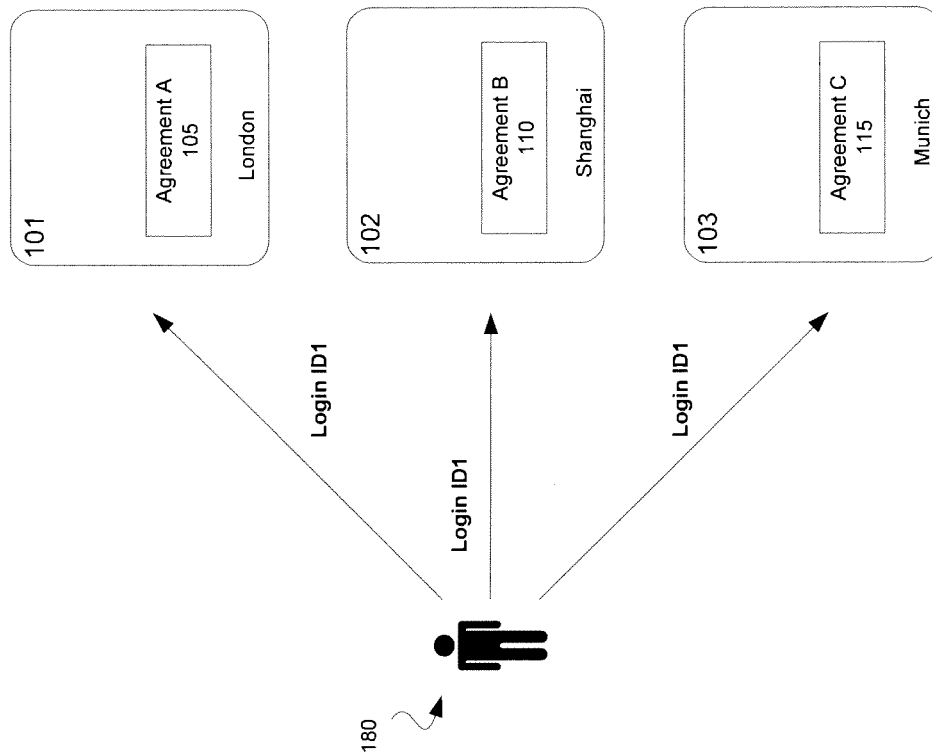 101
Agreement A
105
London
Login ID1
102
Agreement B
110
Shanghai
Login ID1
103
Agreement C
115
Munich
Login ID1
180